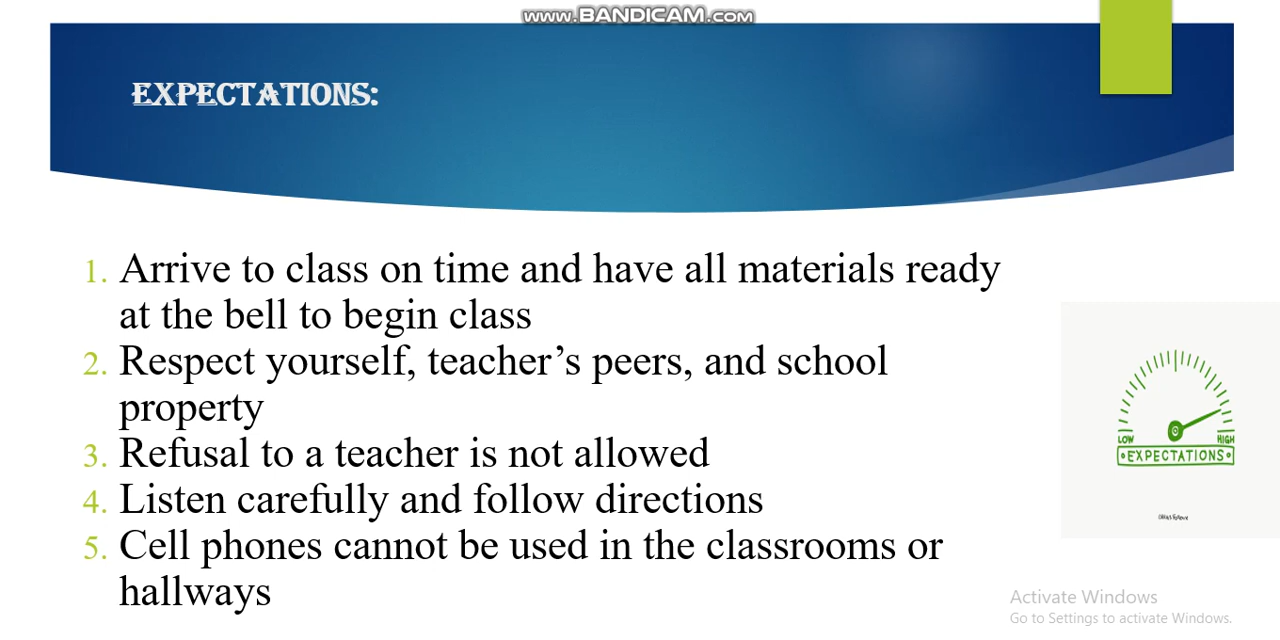 www.BANDICAM.com
EXPECTATIONS:
1. Arrive to class on time and have all materials ready
at the bell to begin class
2. Respect yourself, teacher’s peers, and school
property
3. Refusal to a teacher is not allowed
4. Listen carefully and follow directions
5. Cell phones cannot be used in the classrooms or
hallways
LOW HIGH
•EXPECTATIONS•
Activate Windows
Go to Settings to activate Windows.